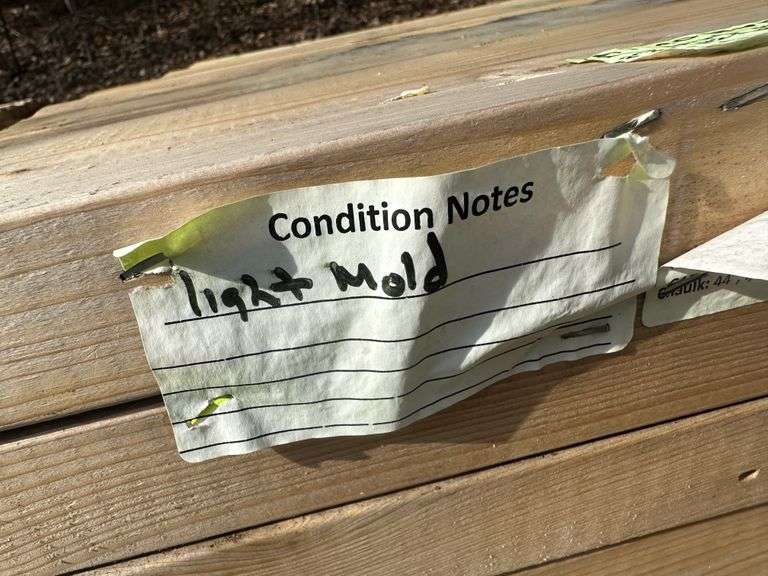 Condition Notes
light Mold